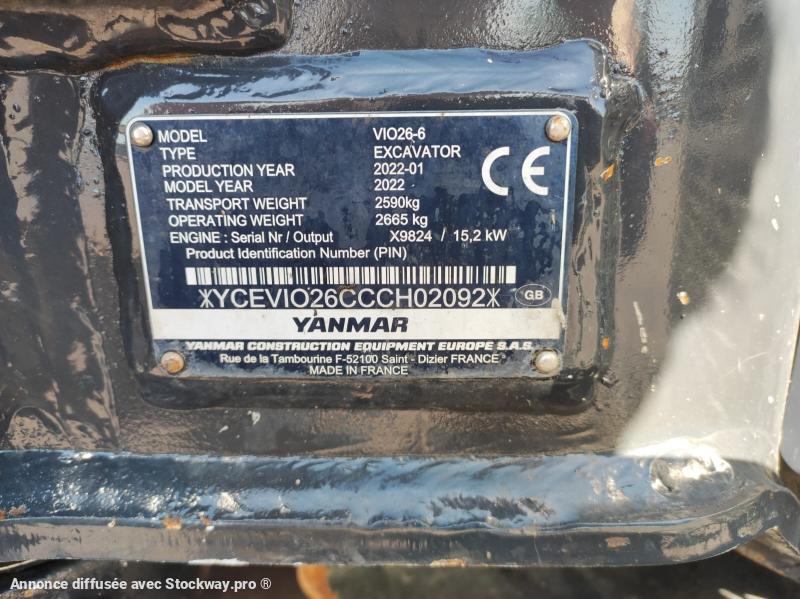 MODEL VIO26-6
TYPE EXCAVATOR
PRODUCTION YEAR 2022-01
MODEL YEAR 2022
TRANSPORT WEIGHT 2590kg
OPERATING WEIGHT 2665 kg
ENGINE : Serial Nr / Output X9824 / 15,2 kW
Product Identification Number (PIN)
CE
*YCEVIO26CCCH02092*
GB
YANMAR
YANMAR CONSTRUCTION EQUIPMENT EUROPE S.A.S.
Rue de la Tambourine F-52100 Saint - Dizier FRANCE
MADE IN FRANCE
Annonce diffusée avec Stockway.pro ®